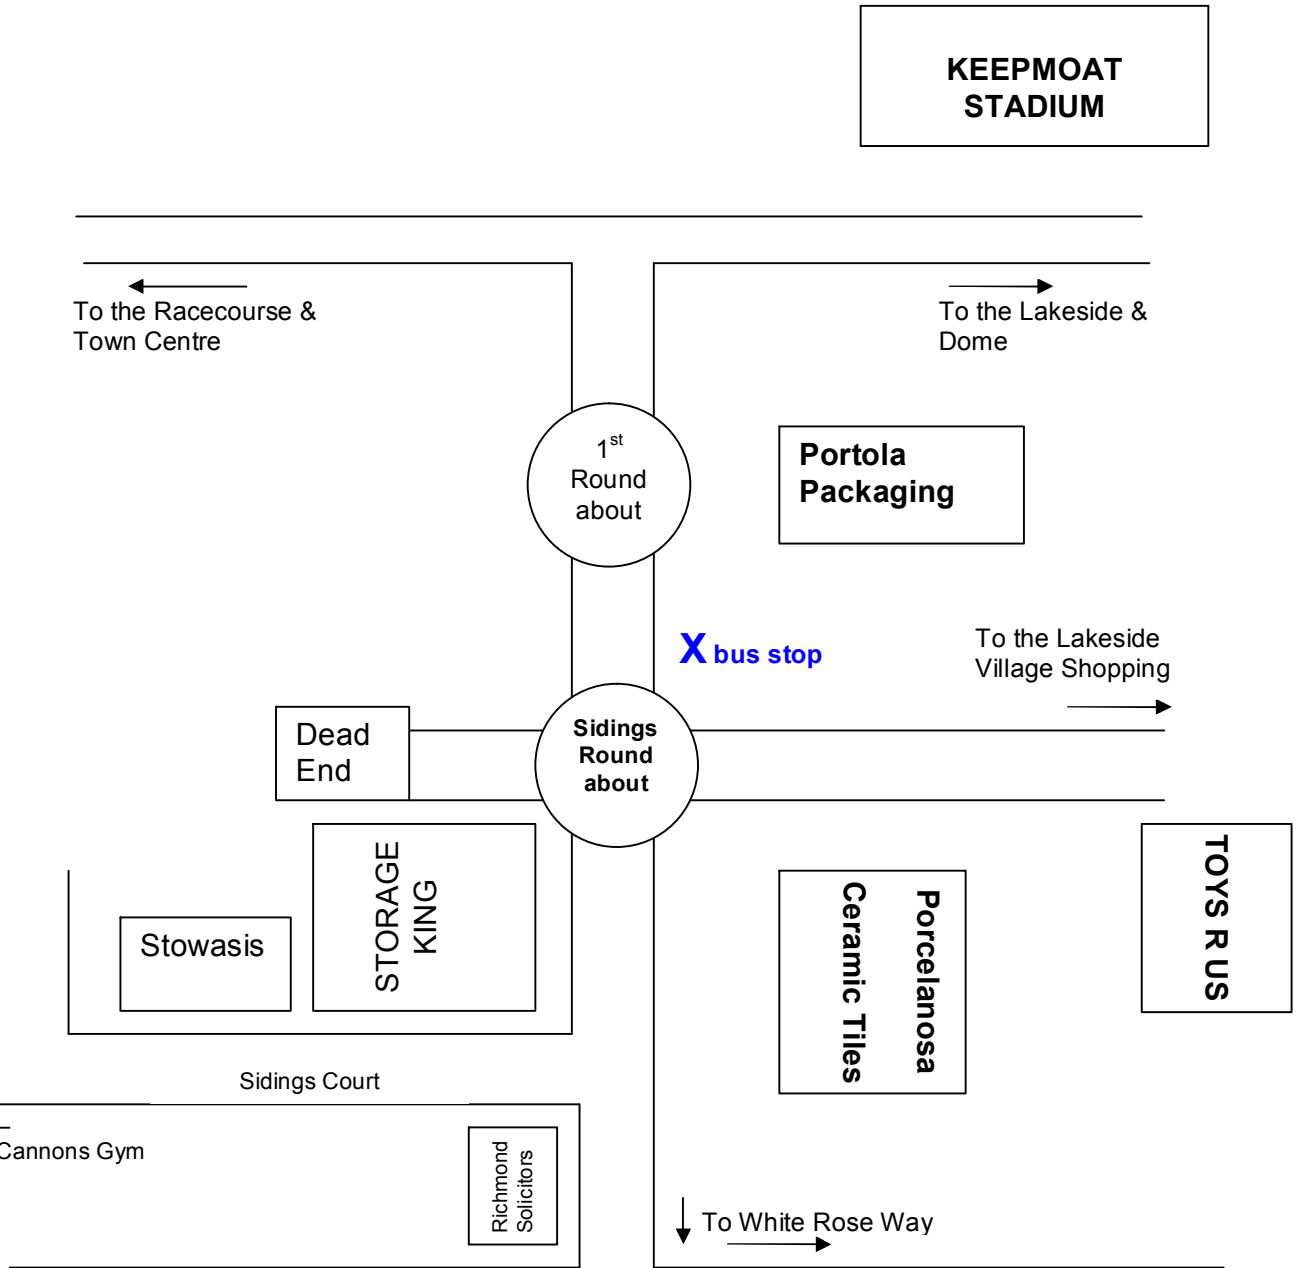 KEEPMOAT
STADIUM
To the Racecourse &
Town Centre
To the Lakeside &
Dome
1st
Round
about
Portola
Packaging
X bus stop
To the Lakeside
Village Shopping
Dead
End
Sidings
Round
about
STORAGE
KING
Stowasis
Porcelanosa
Ceramic Tiles
TOYS R US
Sidings Court
Cannons Gym
Richmond
Solicitors
To White Rose Way